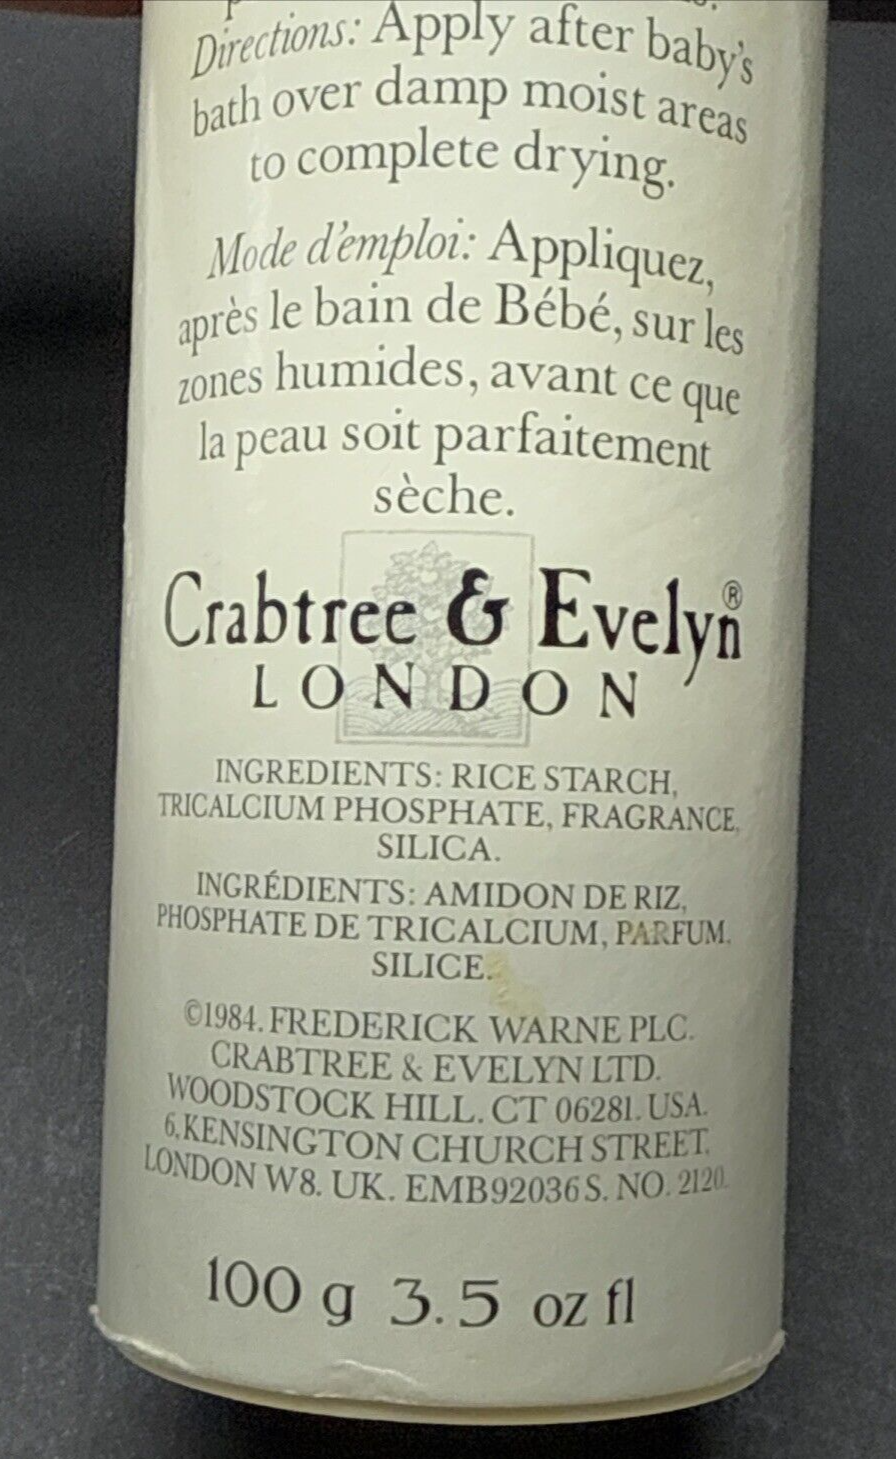 Directions: Apply after baby's
bath over damp moist areas
to complete drying.
Mode d'emploi: Appliquez,
après le bain de Bébé, sur les
zones humides, avant ce que
la peau soit parfaitement
sèche.
Crabtree & Evelyn®
LONDON
INGREDIENTS: RICE STARCH,
TRICALCIUM PHOSPHATE, FRAGRANCE,
SILICA.
INGRÉDIENTS: AMIDON DE RIZ,
PHOSPHATE DE TRICALCIUM, PARFUM.
SILICE.
©1984. FREDERICK WARNE PLC.
CRABTREE & EVELYN LTD.
WOODSTOCK HILL. CT 06281. USA.
6, KENSINGTON CHURCH STREET,
LONDON W8. UK. EMB92036S. NO. 2120.
100 g 3.5 oz fl